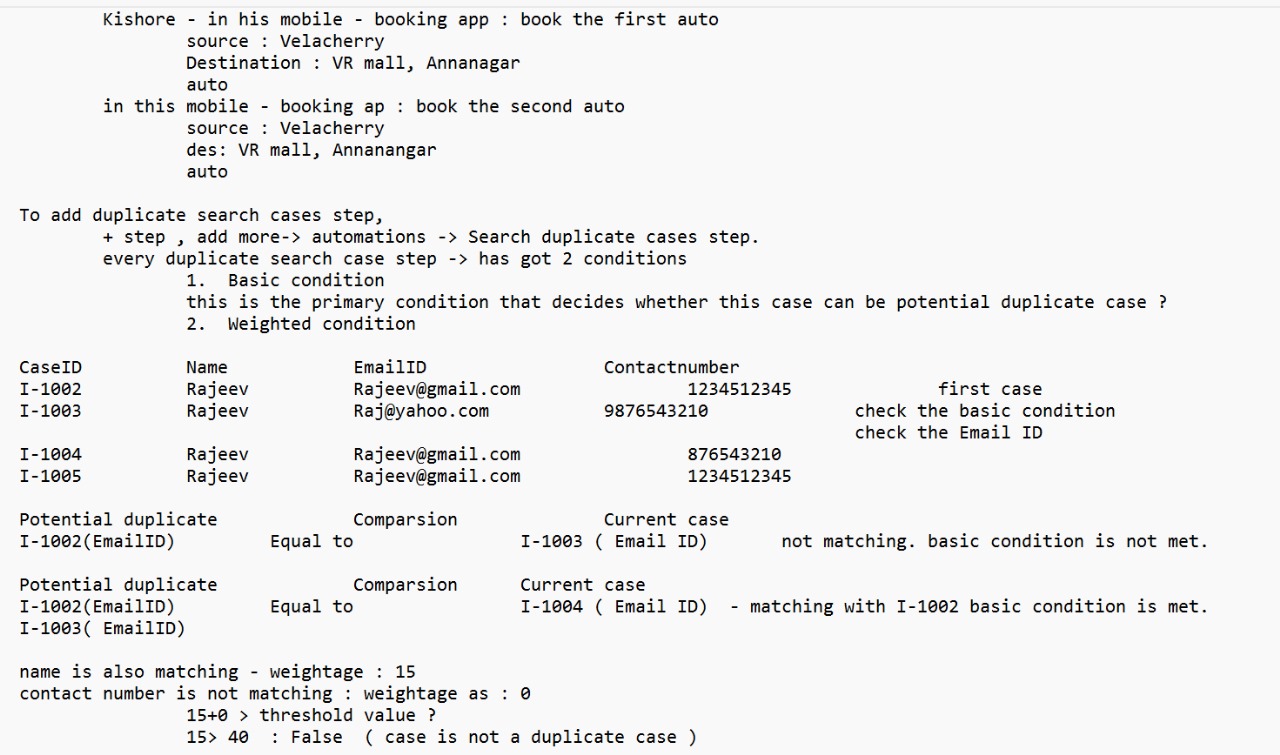 Kishore - in his mobile - booking app : book the first auto
source : Velacherry
Destination : VR mall, Annanagar
auto
in this mobile - booking ap : book the second auto
source : Velacherry
des: VR mall, Annanangar
auto
To add duplicate search cases step,
+ step , add more-> automations -> Search duplicate cases step.
every duplicate search case step -> has got 2 conditions
1.  Basic condition
this is the primary condition that decides whether this case can be potential duplicate case ?
2.  Weighted condition
CaseID Name EmailID Contactnumber
I-1002 Rajeev Rajeev@gmail.com 1234512345 first case
I-1003 Rajeev Raj@yahoo.com 9876543210 check the basic condition
check the Email ID
I-1004 Rajeev Rajeev@gmail.com 876543210
I-1005 Rajeev Rajeev@gmail.com 1234512345
Potential duplicate Comparsion Current case
I-1002(EmailID) Equal to I-1003 ( Email ID) not matching. basic condition is not met.
Potential duplicate Comparsion Current case
I-1002(EmailID) Equal to I-1004 ( Email ID) - matching with I-1002 basic condition is met.
I-1003( EmailID)
name is also matching - weightage : 15
contact number is not matching : weightage as : 0
15+0 > threshold value ?
15> 40  : False  ( case is not a duplicate case )